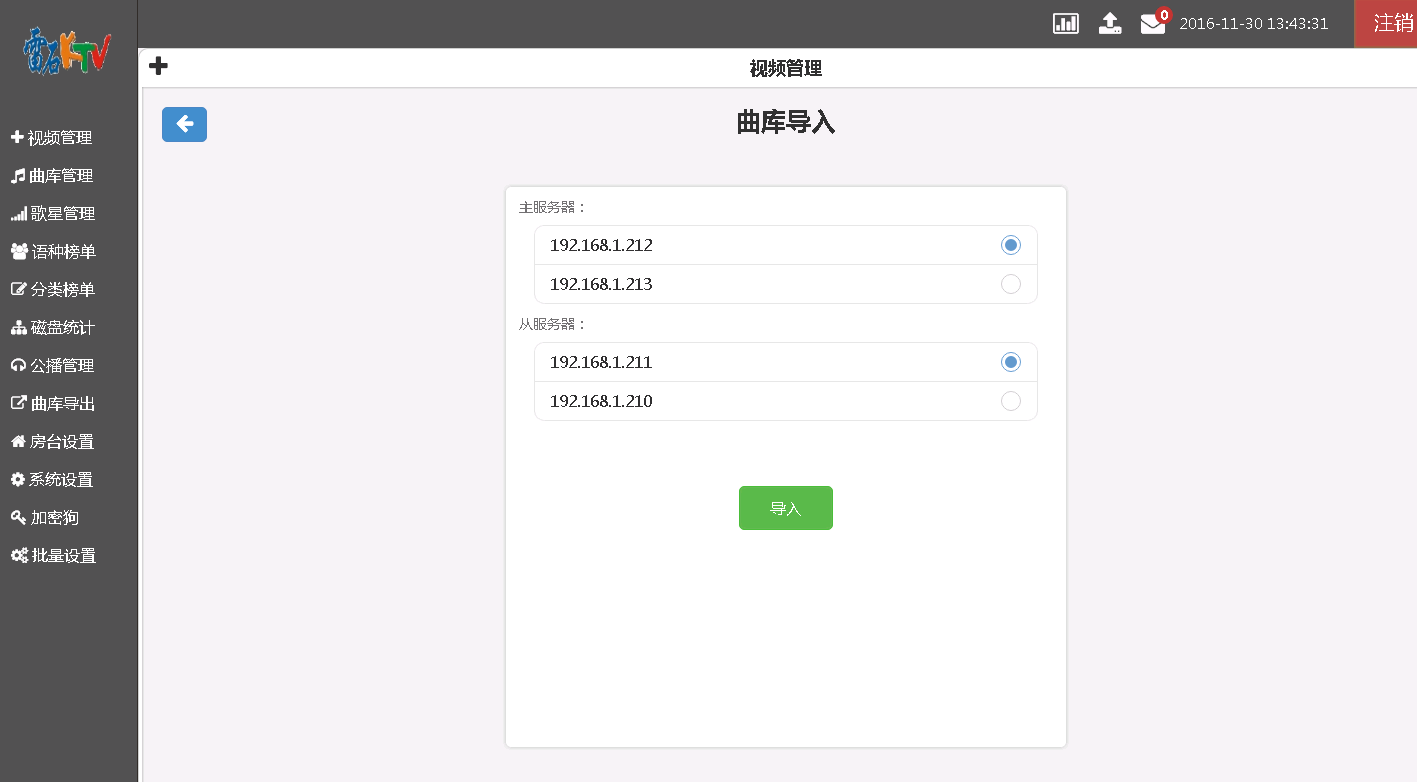 雷石KTV
0
2016-11-30 13:43:31
注销
视频管理
视频管理
曲库管理
歌星管理
语种榜单
分类榜单
磁盘统计
公播管理
曲库导出
房台设置
系统设置
加密狗
批量设置
曲库导入
主服务器：
192.168.1.212
192.168.1.213
从服务器：
192.168.1.211
192.168.1.210
导入